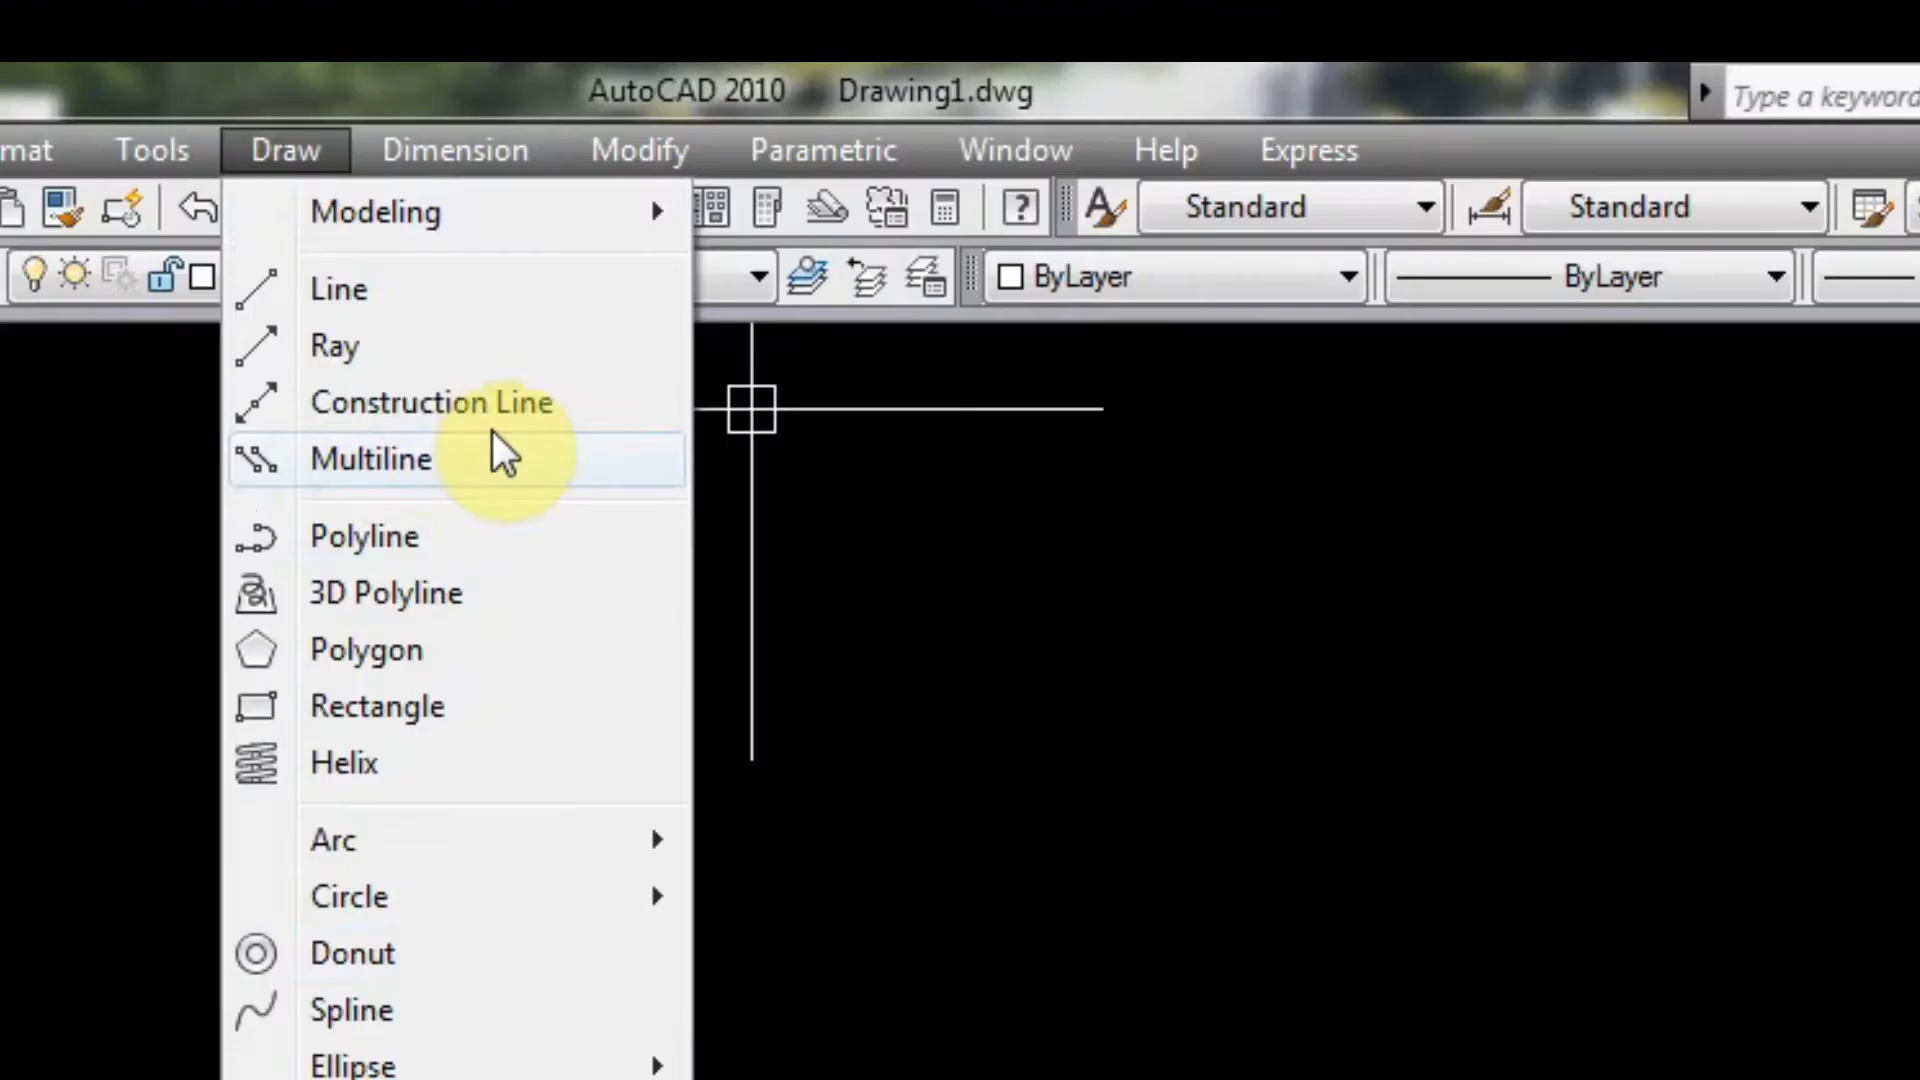 AutoCAD 2010 Drawing1.dwg
Type a keyword
mat Tools Draw Dimension Modify Parametric Window Help Express
Standard Standard
ByLayer ByLayer
Modeling
Line
Ray
Construction Line
Multiline
Polyline
3D Polyline
Polygon
Rectangle
Helix
Arc
Circle
Donut
Spline
Ellipse